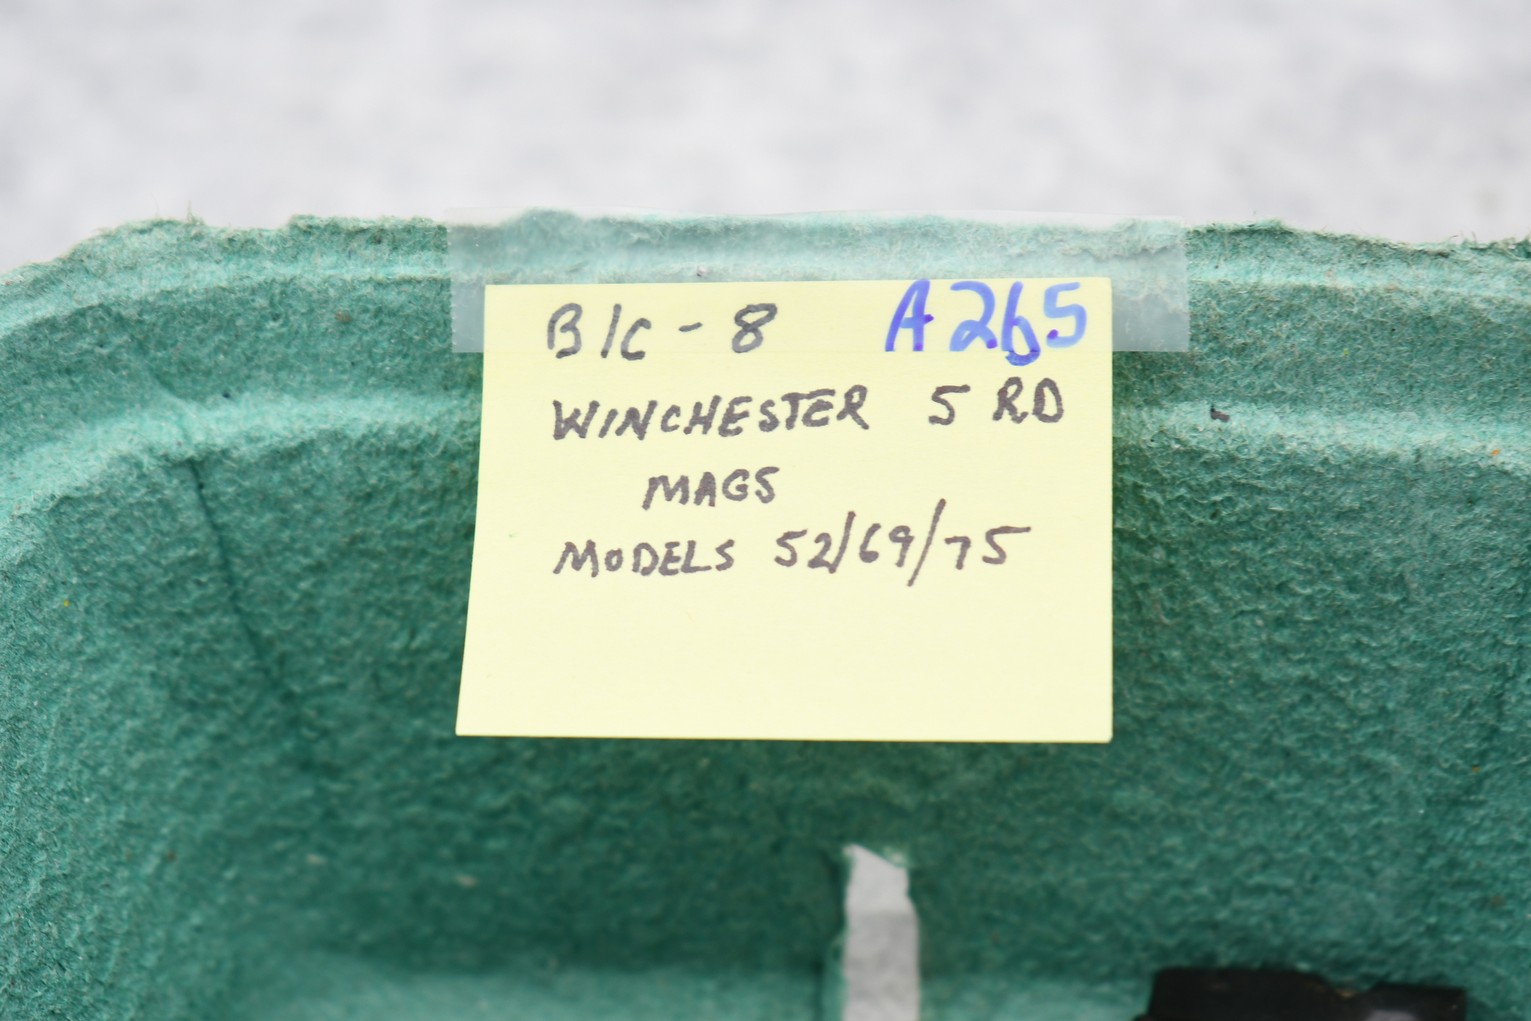 B/C - 8 A265
WINCHESTER 5 RD
MAGS
MODELS 52/69/75